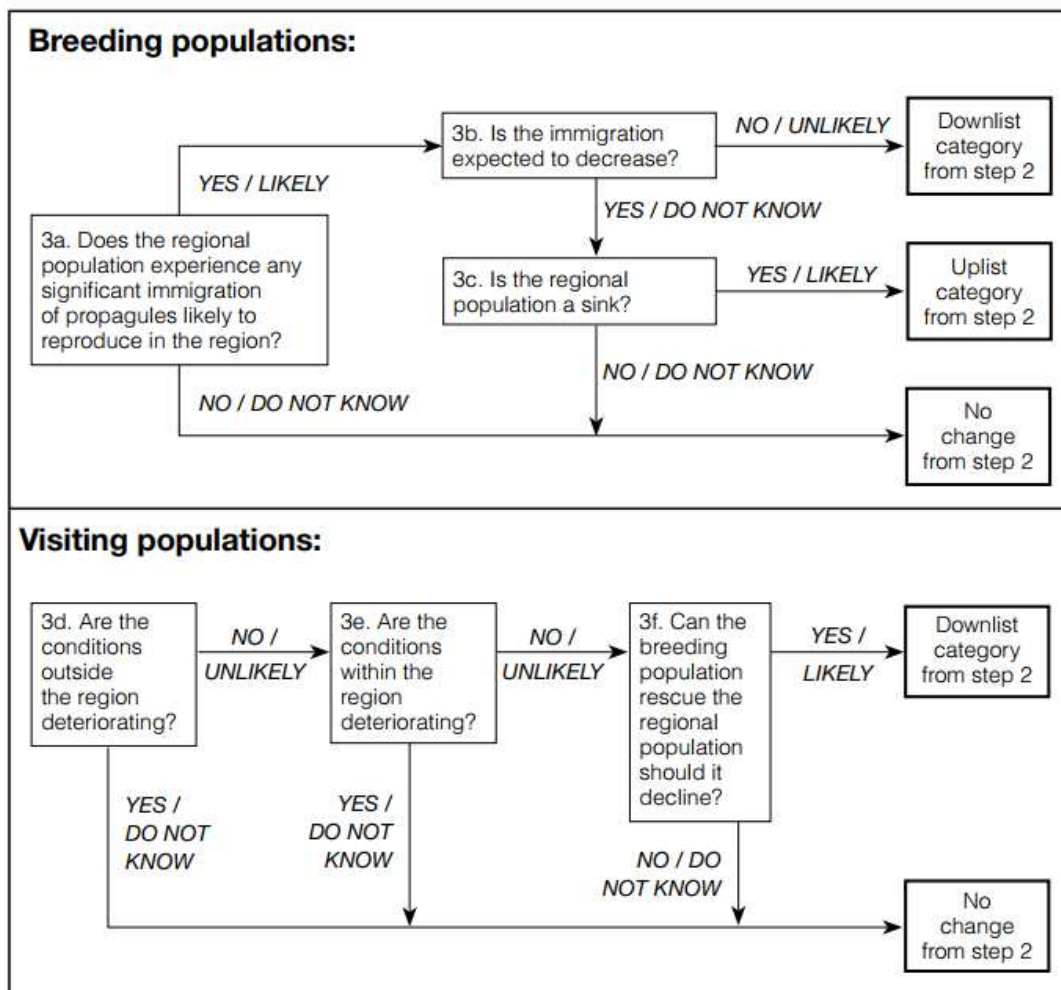 Breeding populations:
3b. Is the immigration
expected to decrease?
NO / UNLIKELY
Downlist
category
from step 2
YES / LIKELY
YES / DO NOT KNOW
3a. Does the regional
population experience any
significant immigration
of propagules likely to
reproduce in the region?
3c. Is the regional
population a sink?
YES / LIKELY
Uplist
category
from step 2
NO / DO NOT KNOW
NO / DO NOT KNOW
No
change
from step 2
Visiting populations:
3d. Are the
conditions
outside
the region
deteriorating?
NO /
UNLIKELY
3e. Are the
conditions
within the
region
deteriorating?
NO /
UNLIKELY
3f. Can the
breeding
population
rescue the
regional
population
should it
decline?
YES /
LIKELY
Downlist
category
from step 2
YES /
DO NOT
KNOW
YES /
DO NOT
KNOW
NO / DO
NOT KNOW
No
change
from step 2